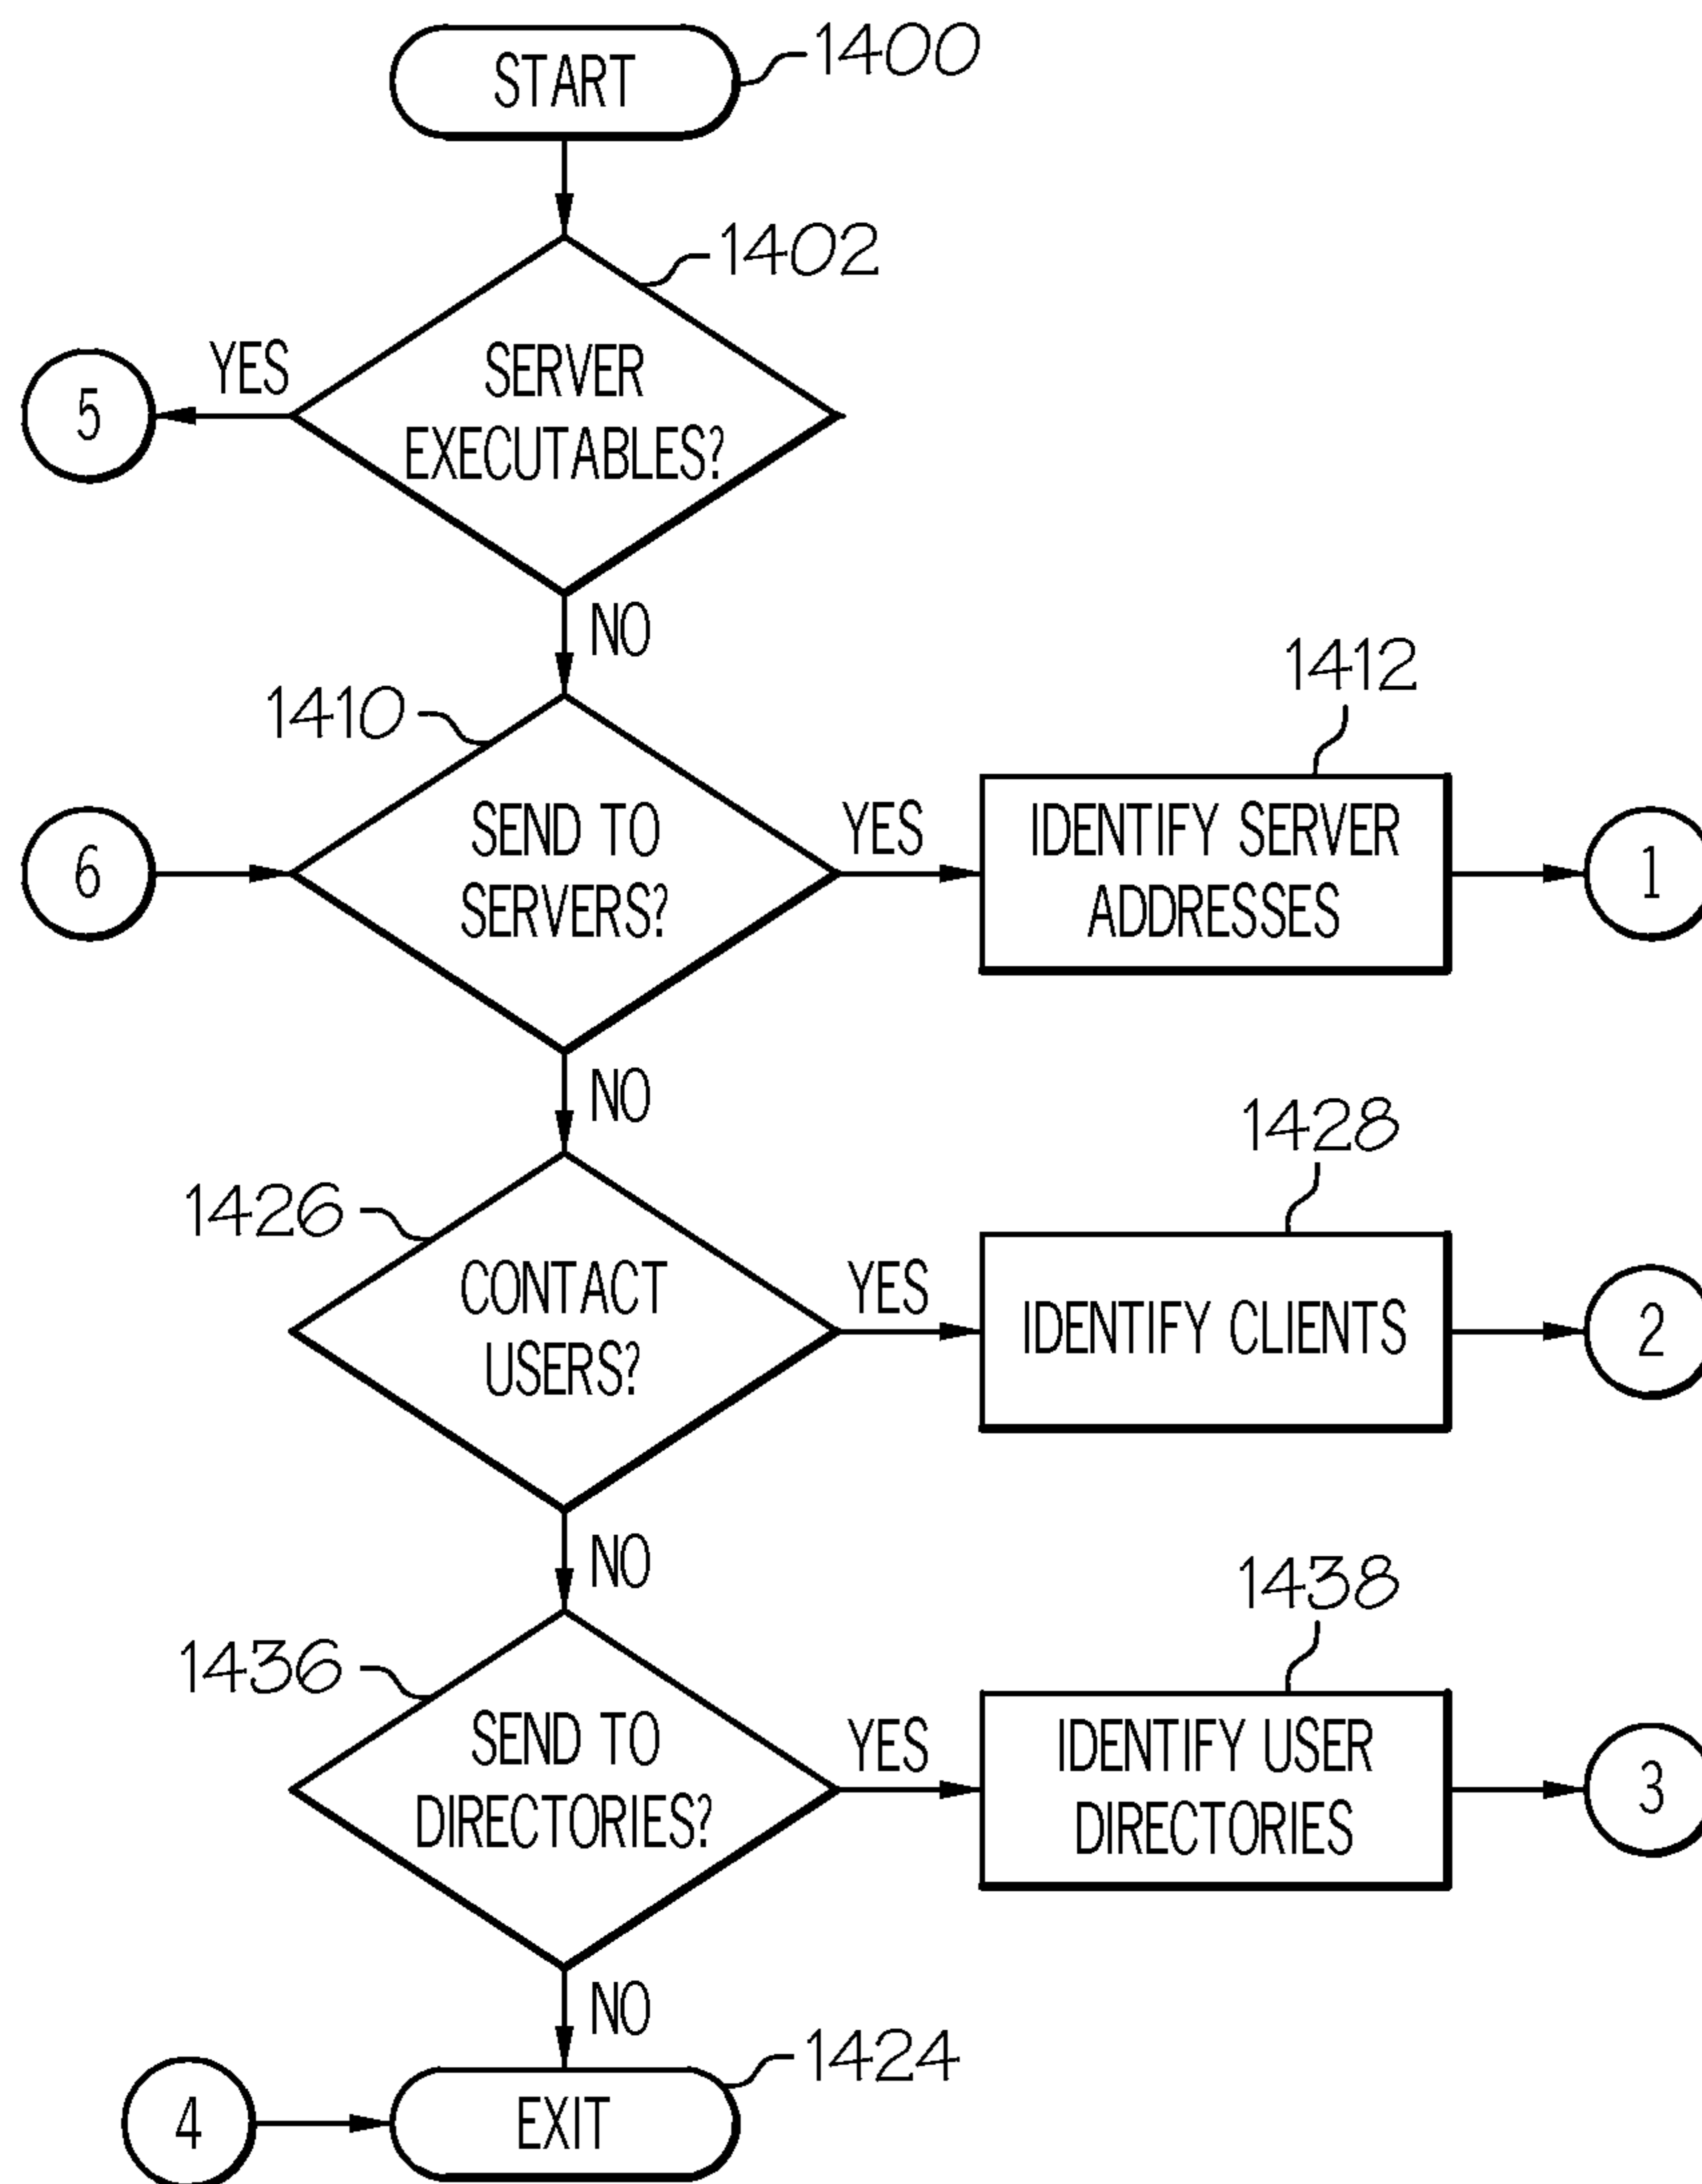 START
1400
1402
YES
SERVER
EXECUTABLES?
5
NO
1410
1412
6
SEND TO
SERVERS?
YES
IDENTIFY SERVER
ADDRESSES
1
NO
1426
1428
CONTACT
USERS?
YES
IDENTIFY CLIENTS
2
NO
1436
1438
SEND TO
DIRECTORIES?
YES
IDENTIFY USER
DIRECTORIES
3
NO
1424
4
EXIT